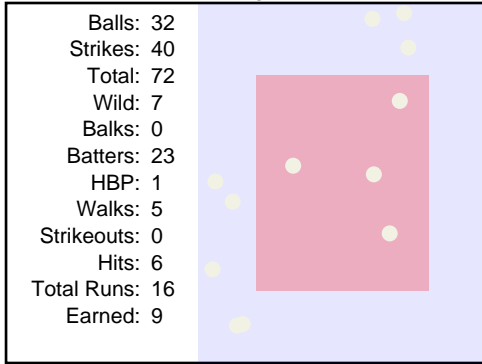 Balls: 32
Strikes: 40
Total: 72
Wild: 7
Balks: 0
Batters: 23
HBP: 1
Walks: 5
Strikeouts: 0
Hits: 6
Total Runs: 16
Earned: 9